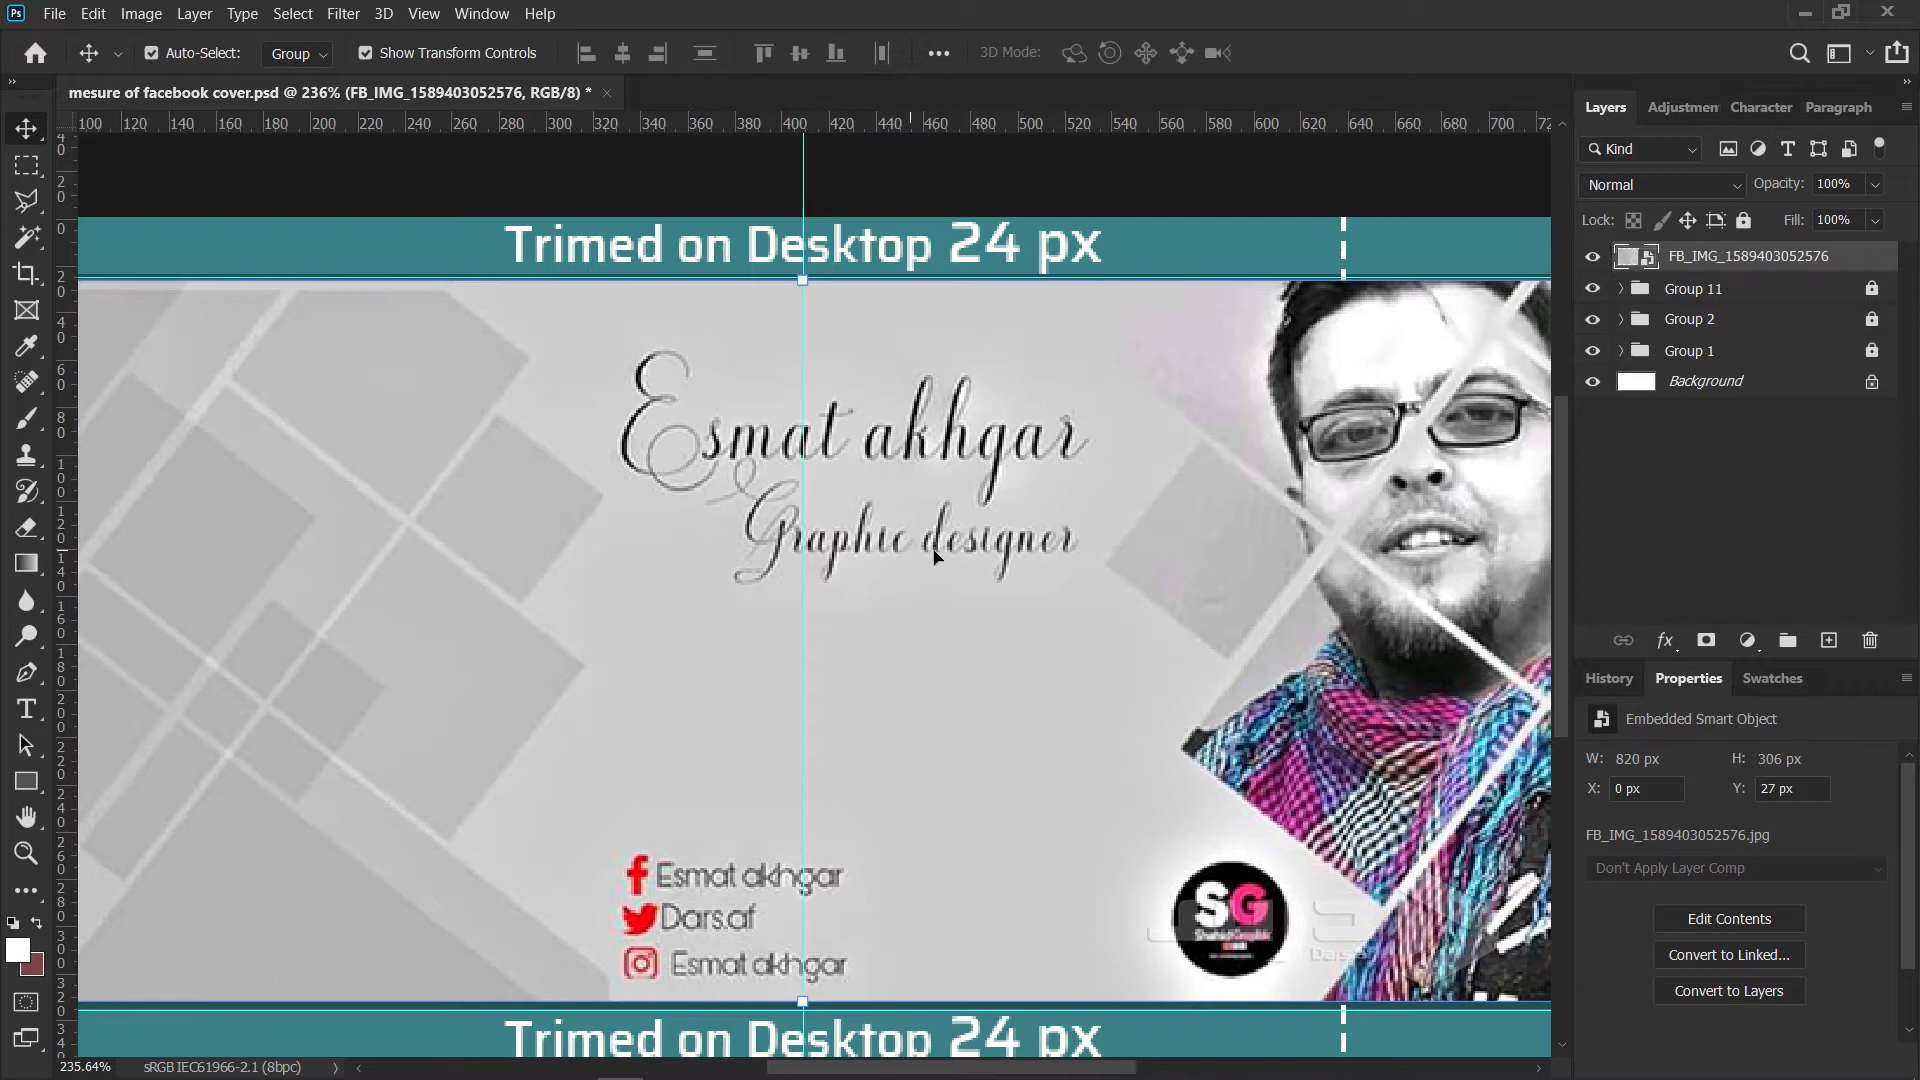 Ps File Edit Image Layer Type Select Filter 3D View Window Help
Auto-Select: Group Show Transform Controls 3D Mode:
mesure of facebook cover.psd @ 236% (FB_IMG_1589403052576, RGB/8) *
100 120 140 160 180 200 220 240 260 280 300 320 340 360 380 400 420 440 460 480 500 520 540 560 580 600 620 640 660 680 700 72
Trimed on Desktop 24 px
Esmat akhgar
Graphic designer
Esmat akhgar
Dars.af
Esmat akhgar
SG
Trimed on Desktop 24 px
235.64% sRGB IEC61966-2.1 (8bpc)
Layers Adjustmen Character Paragraph
Kind
Normal Opacity: 100%
Lock: Fill: 100%
FB_IMG_1589403052576
Group 11
Group 2
Group 1
Background
fx
History Properties Swatches
Embedded Smart Object
W: 820 px H: 306 px
X: 0 px Y: 27 px
FB_IMG_1589403052576.jpg
Don't Apply Layer Comp
Edit Contents
Convert to Linked...
Convert to Layers